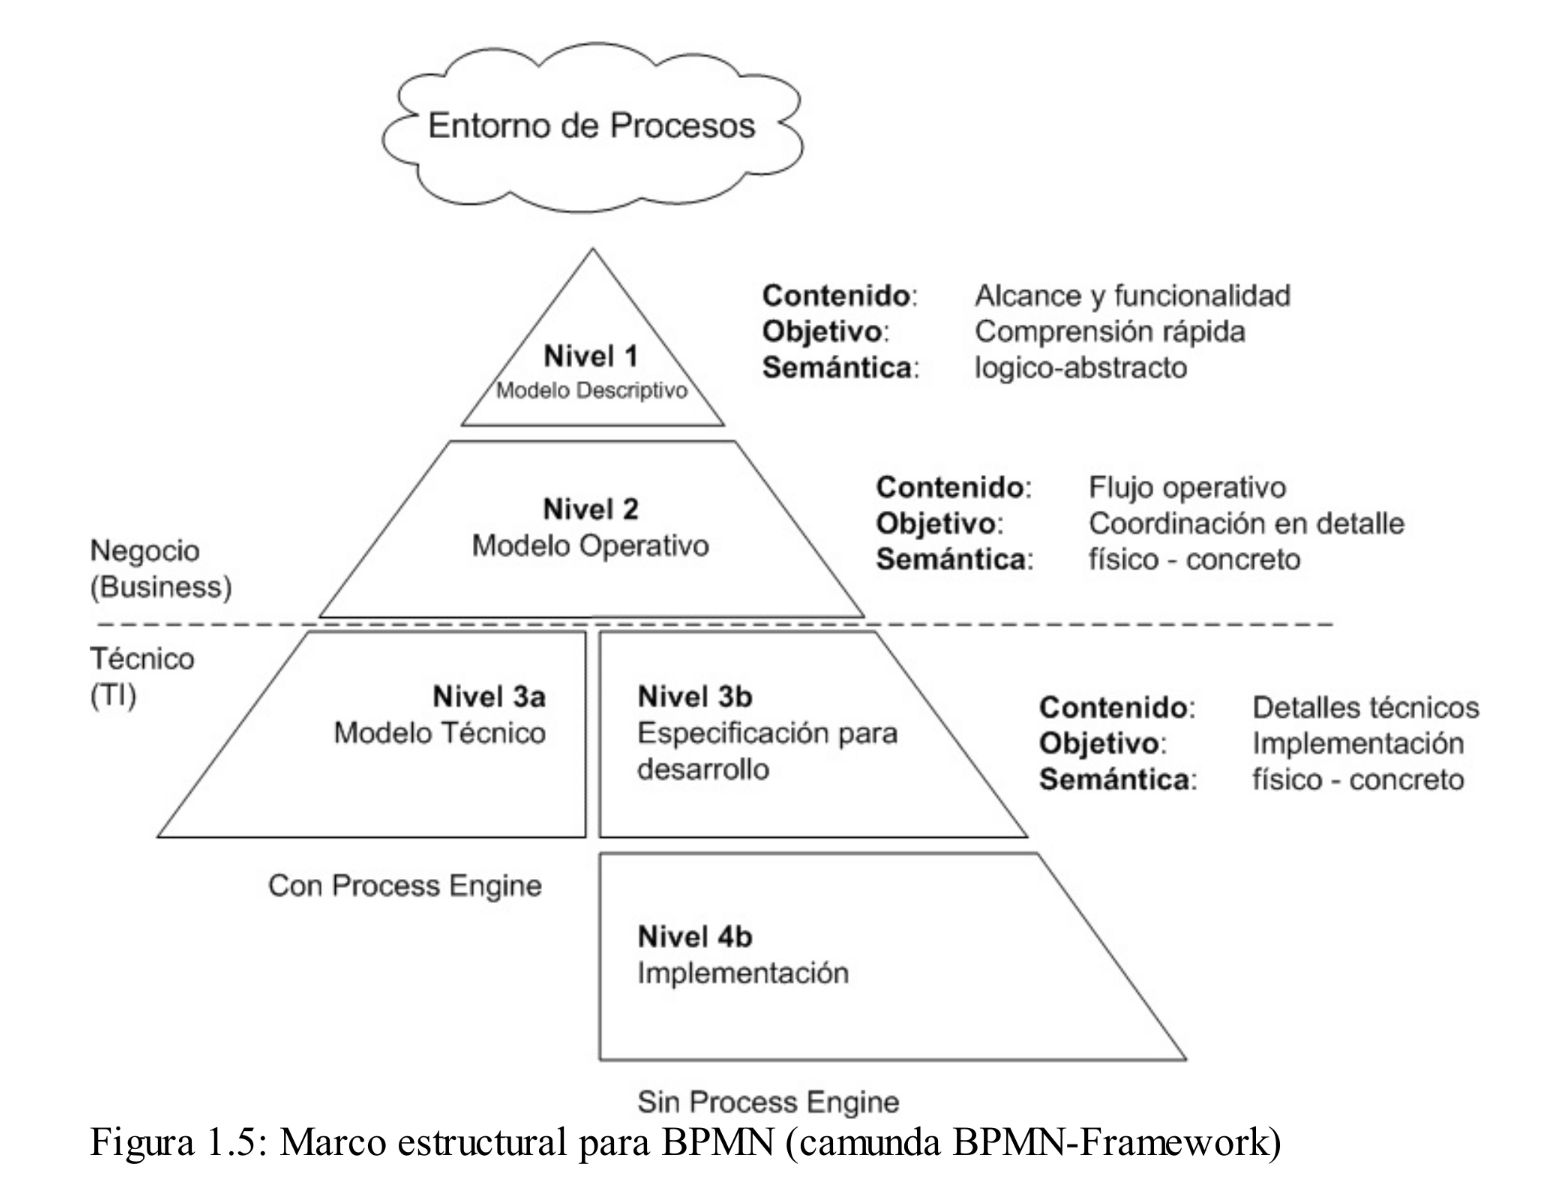 Entorno de Procesos
Nivel 1
Modelo Descriptivo
Contenido: Alcance y funcionalidad
Objetivo: Comprensión rápida
Semántica: logico-abstracto
Nivel 2
Modelo Operativo
Contenido: Flujo operativo
Objetivo: Coordinación en detalle
Semántica: físico - concreto
Negocio
(Business)
Técnico
(TI)
Nivel 3a
Modelo Técnico
Nivel 3b
Especificación para
desarrollo
Contenido: Detalles técnicos
Objetivo: Implementación
Semántica: físico - concreto
Con Process Engine
Nivel 4b
Implementación
Sin Process Engine
Figura 1.5: Marco estructural para BPMN (camunda BPMN-Framework)